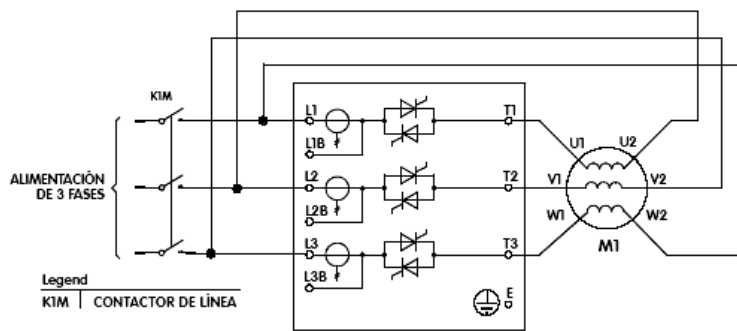 K1M
ALIMENTACIÓN
DE 3 FASES
L1
T1
L1B
U1
U2
L2
T2
V1
V2
L2B
W1
W2
L3
T3
M1
L3B
E
Legend
K1M CONTACTOR DE LÍNEA